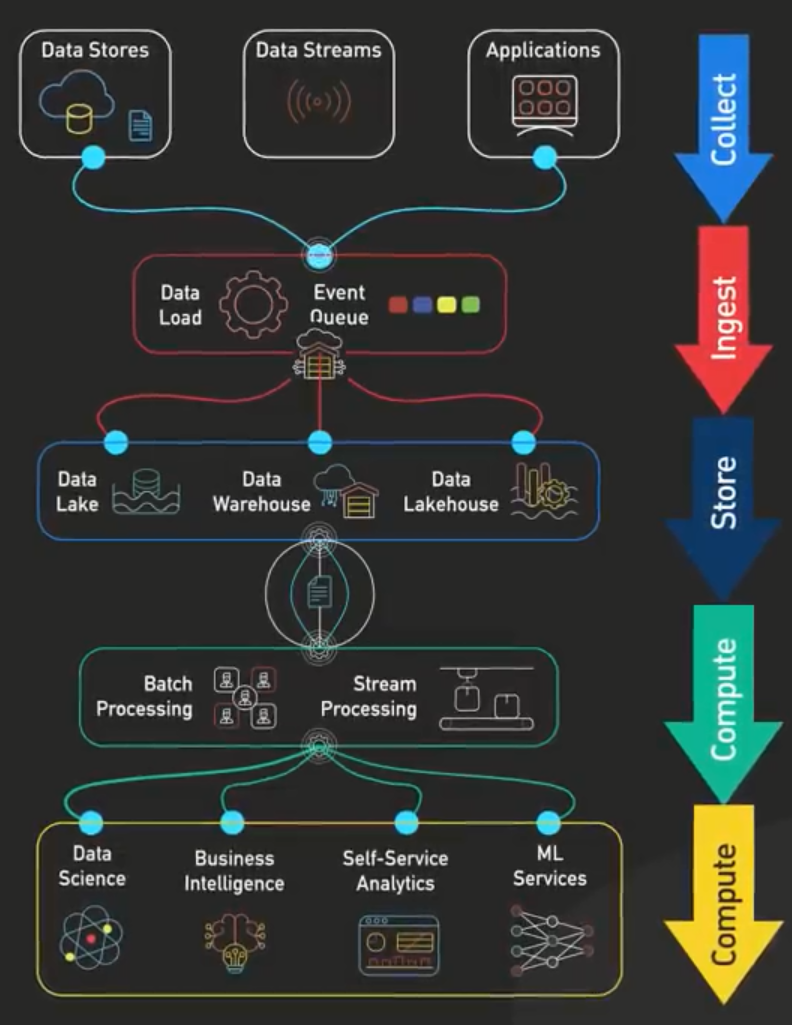 Data Stores
Data Streams
Applications
Collect
Data
Load
Event
Queue
Ingest
Data
Lake
Data
Warehouse
Data
Lakehouse
Store
Batch
Processing
Stream
Processing
Compute
Data
Science
Business
Intelligence
Self-Service
Analytics
ML
Services
Compute